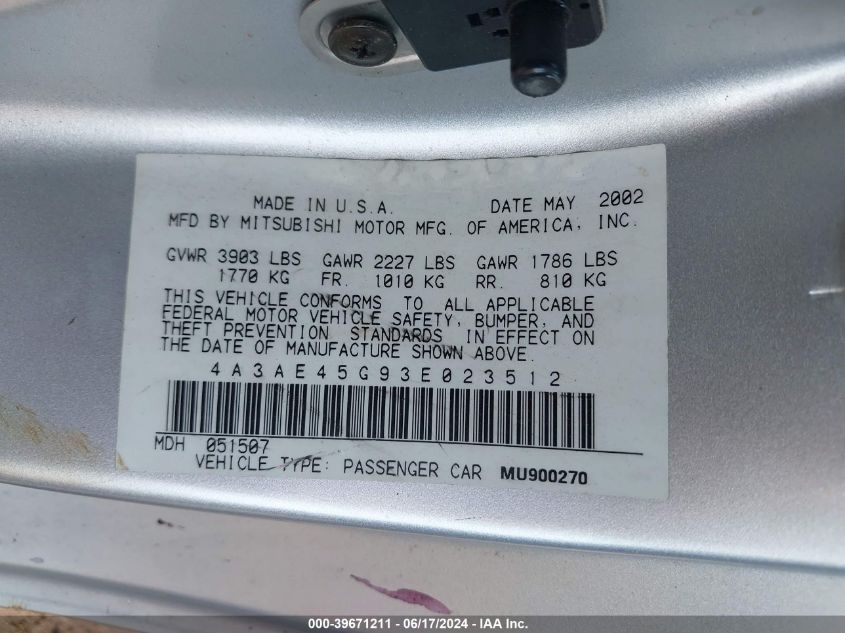 MADE IN U.S.A. DATE MAY 2002
MFD BY MITSUBISHI MOTOR MFG. OF AMERICA, INC.
GVWR 3903 LBS GAWR 2227 LBS GAWR 1786 LBS
1770 KG FR. 1010 KG RR. 810 KG
THIS VEHICLE CONFORMS TO ALL APPLICABLE
FEDERAL MOTOR VEHICLE SAFETY, BUMPER, AND
THEFT PREVENTION STANDARDS IN EFFECT ON
THE DATE OF MANUFACTURE SHOWN ABOVE.
4A3AE45G93E023512
MDH 051507
VEHICLE TYPE: PASSENGER CAR MU900270
000-39671211 - 06/17/2024 - IAA Inc.